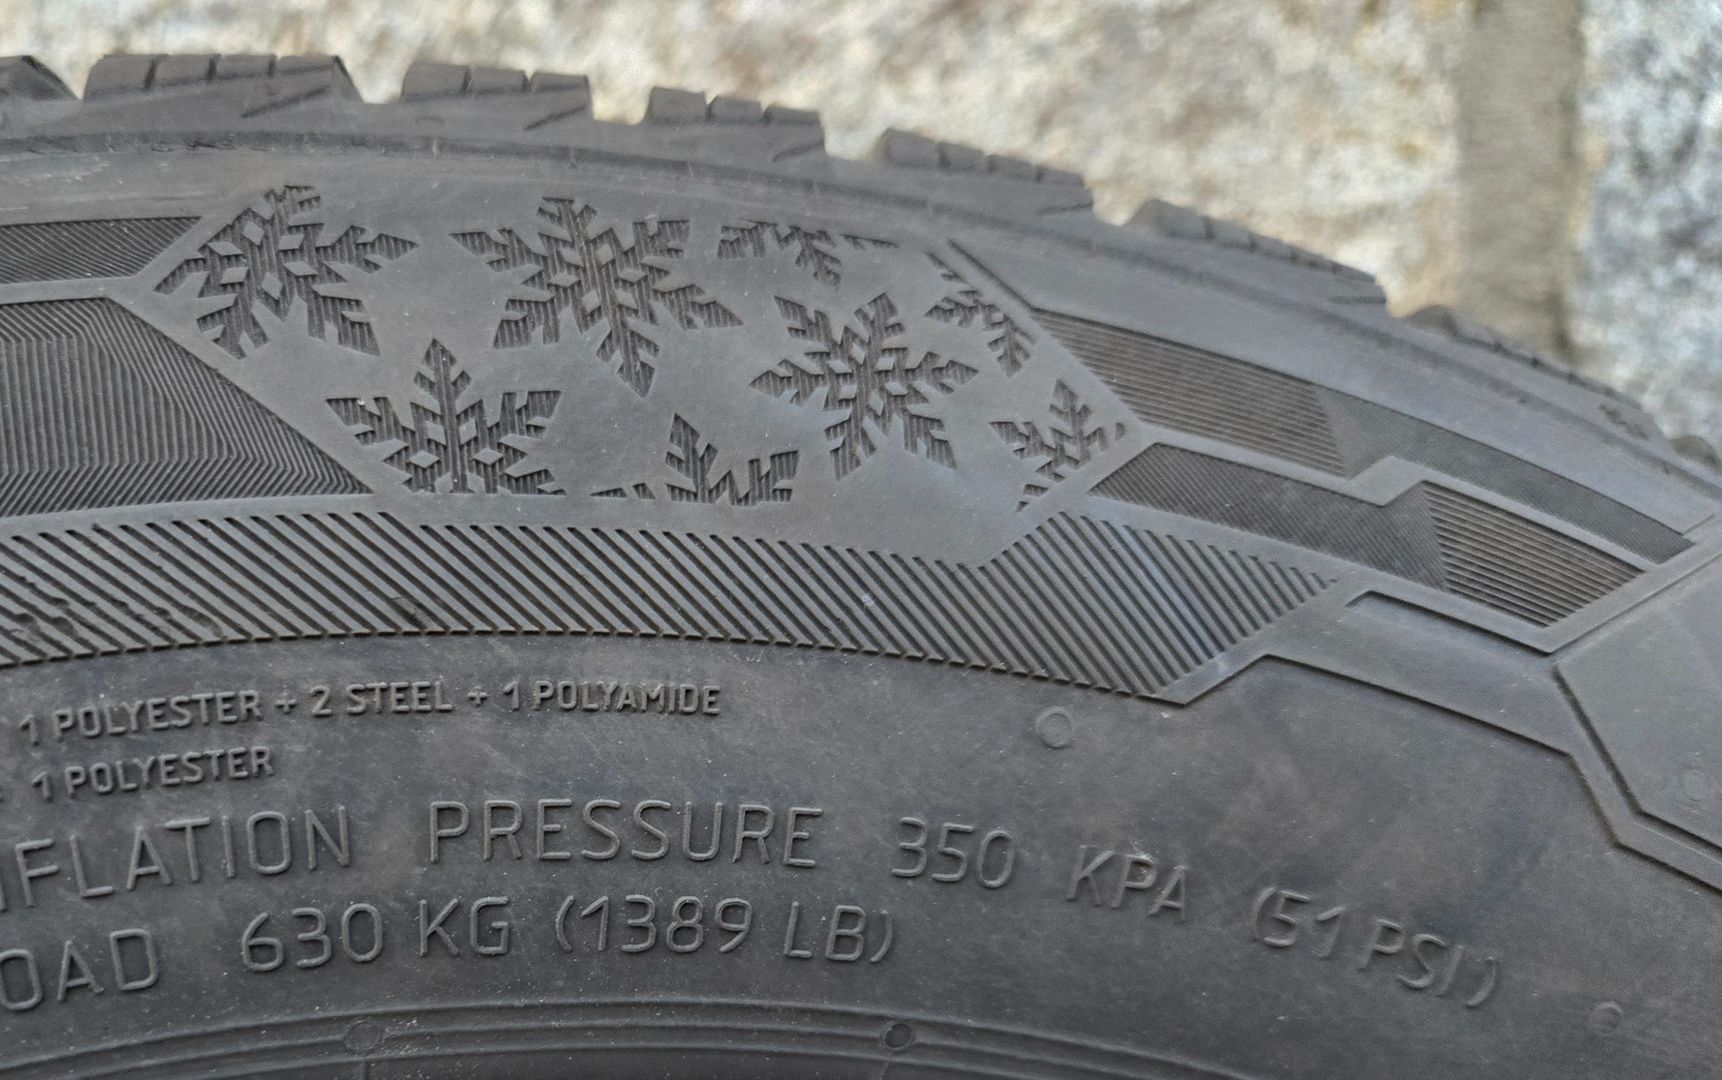 1 POLYESTER + 2 STEEL + 1 POLYAMIDE
: 1 POLYESTER
FLATION PRESSURE 350 KPA (51 PSI)
OAD 630 KG (1389 LB)